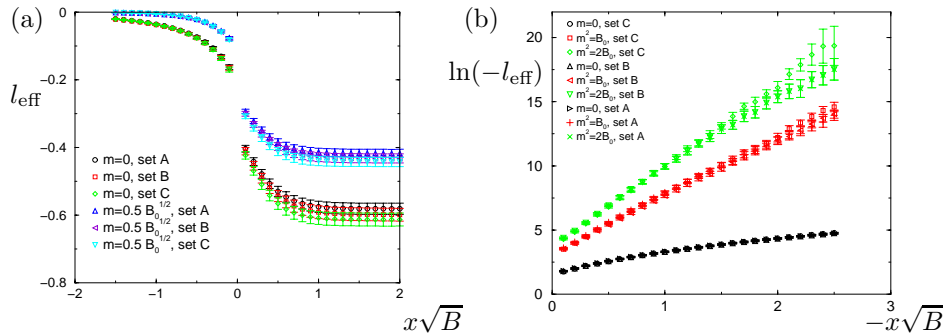 (a)
l_eff
0
−0.2
−0.4
−0.6
−0.8
−2
−1
0
1
2
x√B
m=0, set A
m=0, set B
m=0, set C
m=0.5 B₀^1/2, set A
m=0.5 B₀^1/2, set B
m=0.5 B₀^1/2, set C
(b)
ln(−l_eff)
20
15
10
5
0
0
1
2
3
−x√B
m=0, set C
m²=B₀, set C
m²=2B₀, set C
m=0, set B
m²=B₀, set B
m²=2B₀, set B
m=0, set A
m²=B₀, set A
m²=2B₀, set A